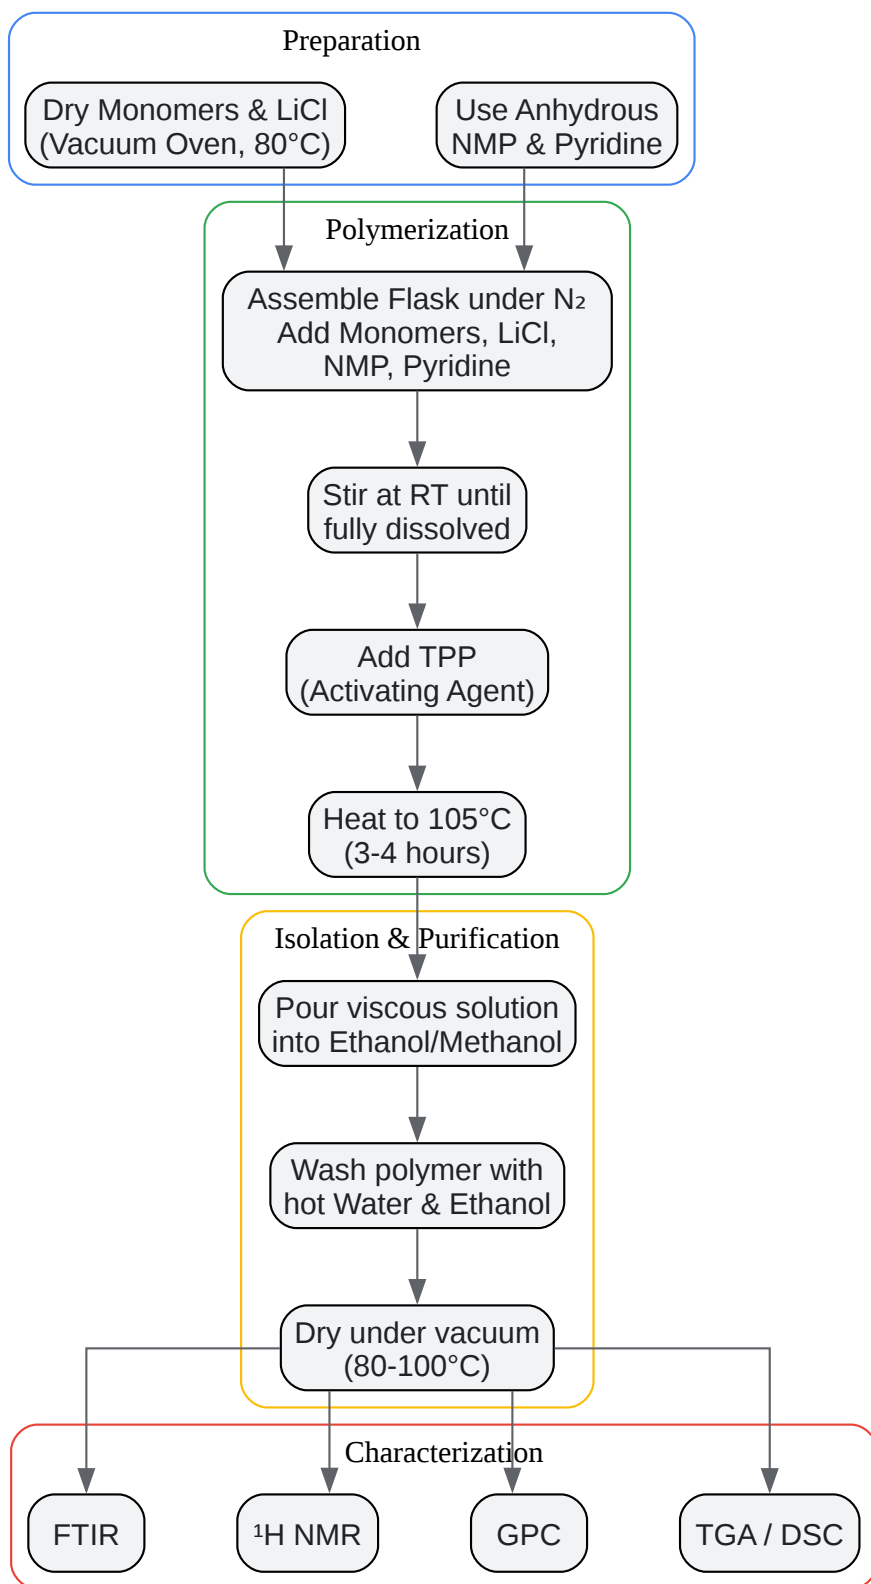 Preparation
Dry Monomers & LiCl
(Vacuum Oven, 80°C)
Use Anhydrous
NMP & Pyridine
Polymerization
Assemble Flask under N₂
Add Monomers, LiCl,
NMP, Pyridine
Stir at RT until
fully dissolved
Add TPP
(Activating Agent)
Heat to 105°C
(3-4 hours)
Isolation & Purification
Pour viscous solution
into Ethanol/Methanol
Wash polymer with
hot Water & Ethanol
Dry under vacuum
(80-100°C)
Characterization
FTIR
¹H NMR
GPC
TGA / DSC